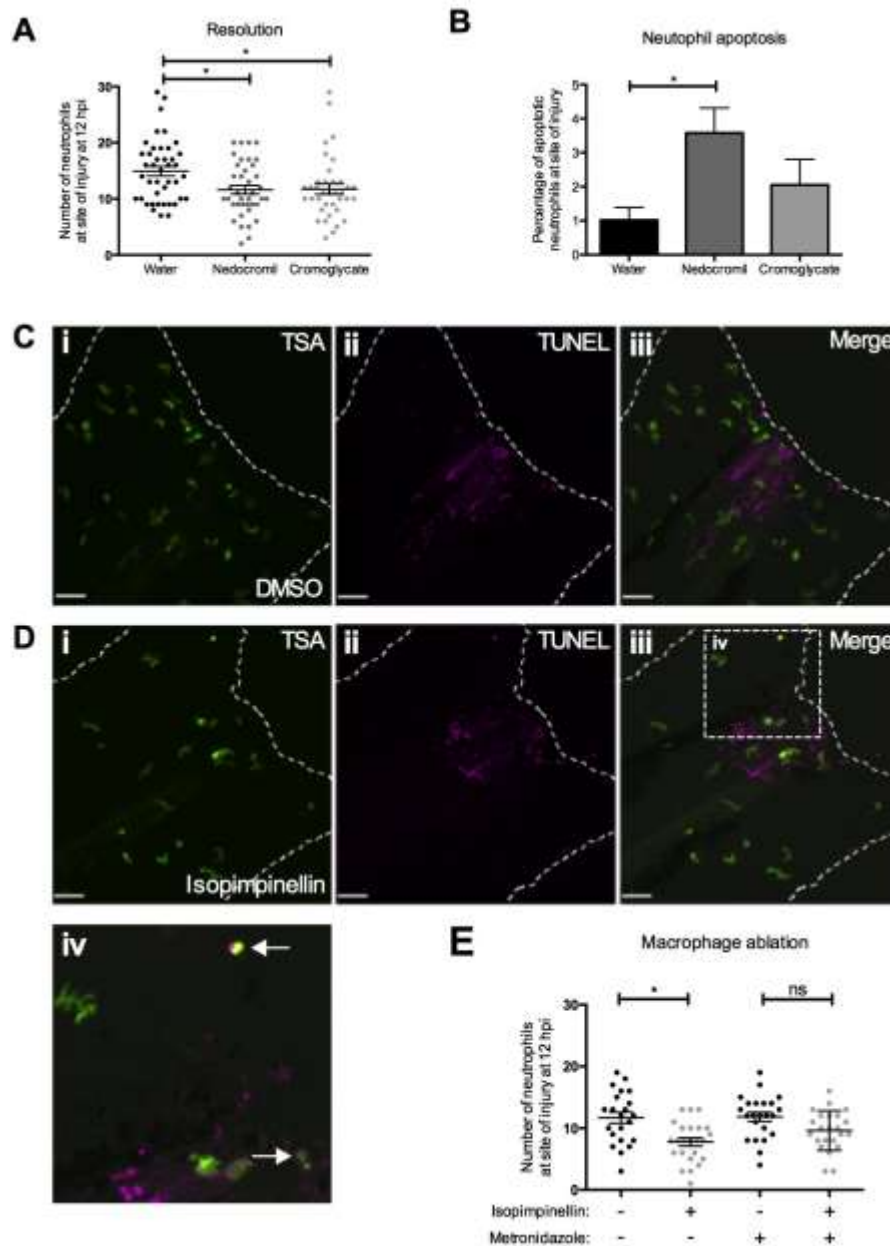 A
Resolution
*
*
Number of neutrophils
at site of injury at 12 hpi
30
20
10
0
Water
Nedocromil
Cromoglycate
B
Neutophil apoptosis
*
Percentage of apoptotic
neutrophils at site of injury
5
4
3
2
1
0
Water
Nedocromil
Cromoglycate
C
i
TSA
DMSO
ii
TUNEL
iii
Merge
D
i
TSA
Isopimpinellin
ii
TUNEL
iii
iv
Merge
iv
E
Macrophage ablation
*
ns
Number of neutrophils
at site of injury at 12 hpi
30
20
10
0
Isopimpinellin: - + - +
Metronidazole: - - + +